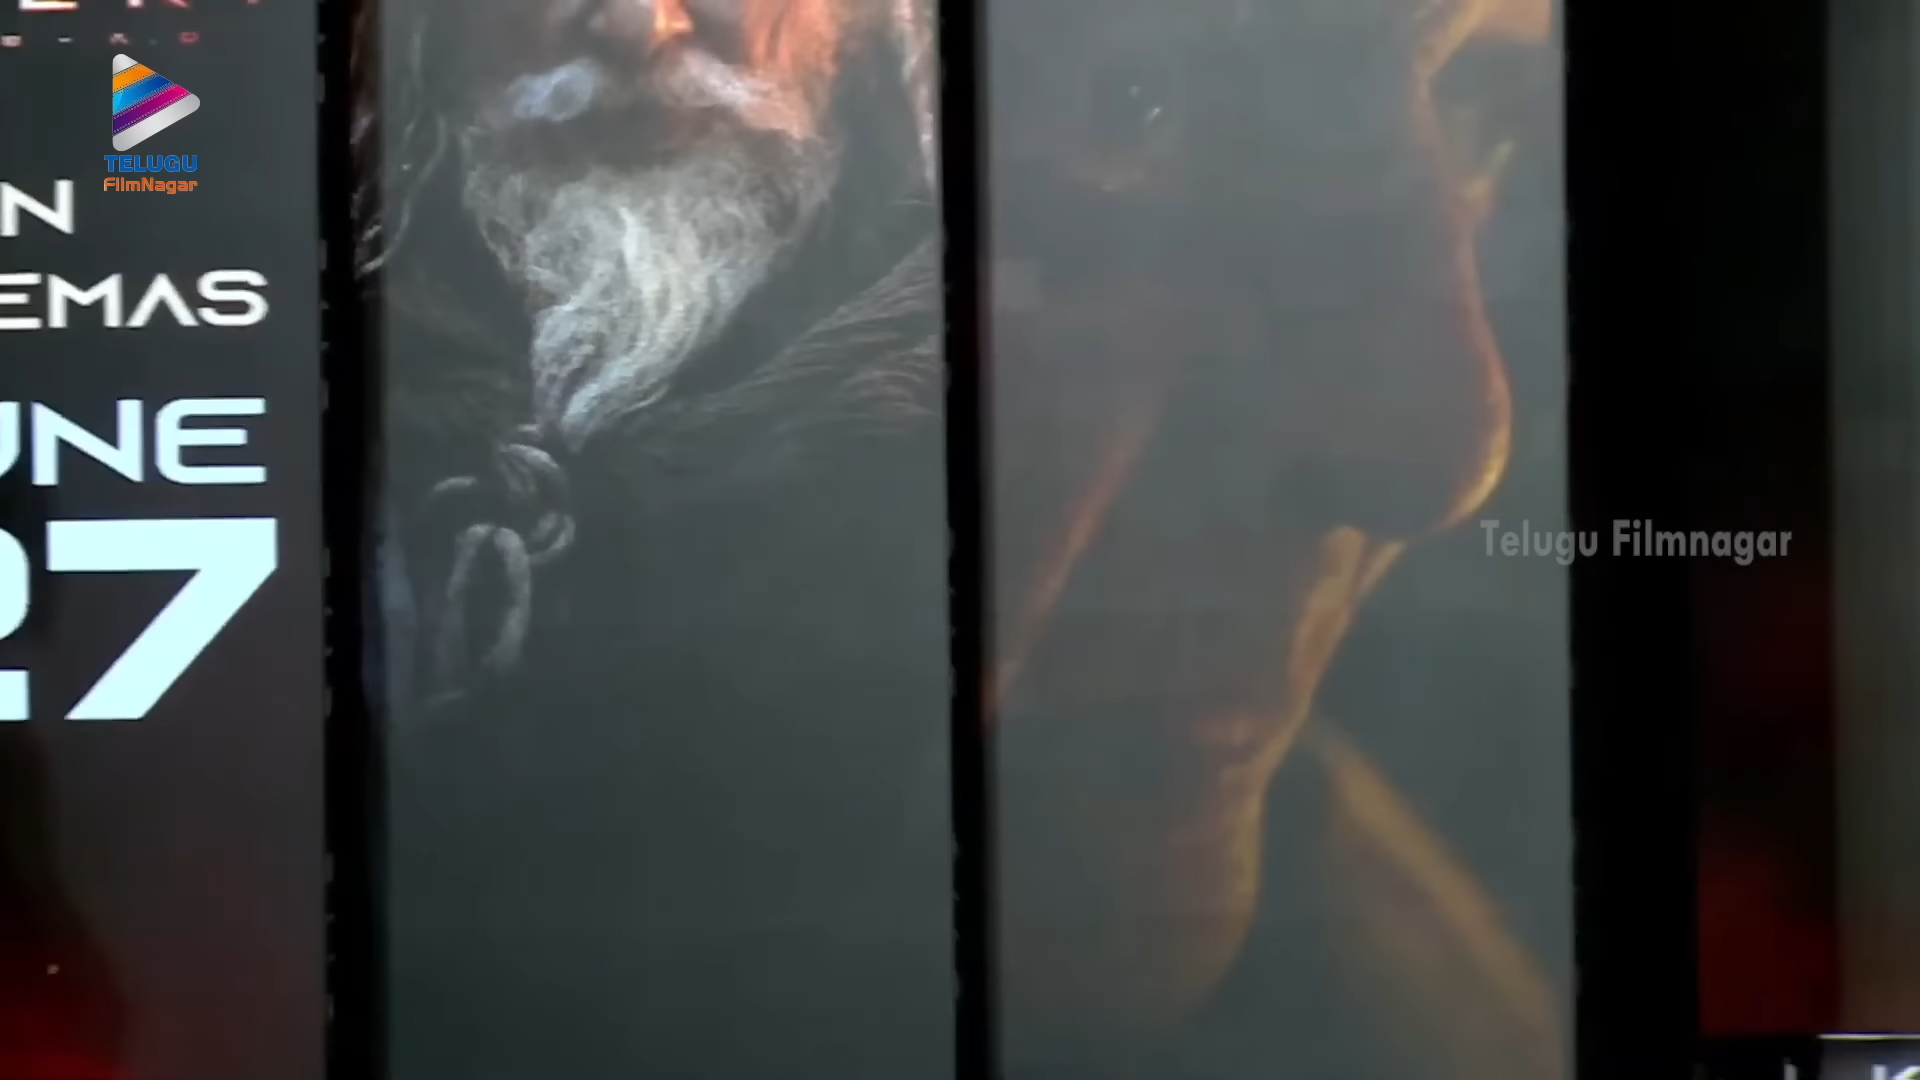 TELUGU
FilmNagar
N
EMAS
UNE
27
Telugu Filmnagar